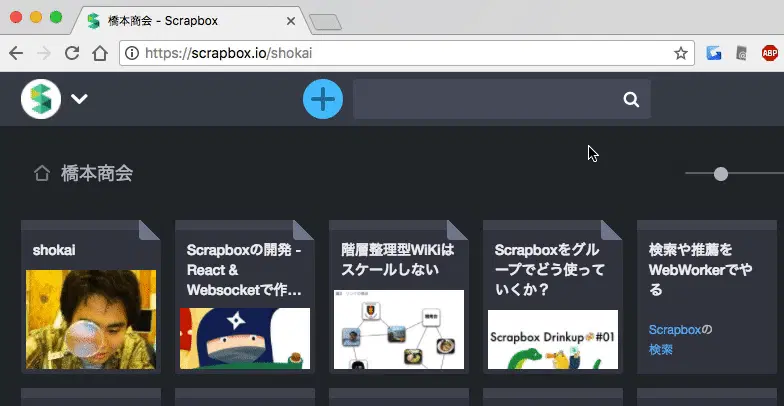 橋本商会 - Scrapbox
https://scrapbox.io/shokai
ABP
橋本商会
shokai
Scrapboxの開発 -
React &
Websocketで作...
階層整理型WiKiは
スケールしない
Scrapboxをグル
ープでどう使って
いくか？
Scrapbox Drinkup #01
検索や推薦を
WebWorkerでや
る
Scrapboxの
検索